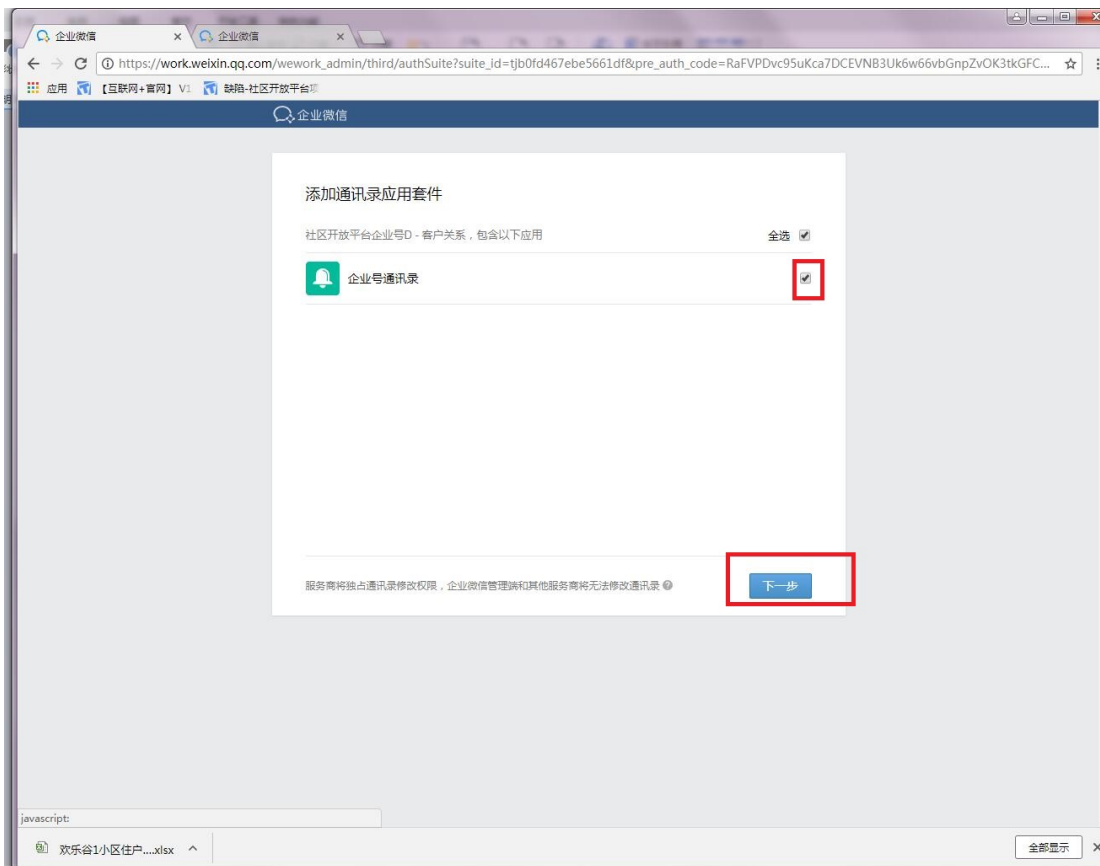 企业微信
企业微信
https://work.weixin.qq.com/wework_admin/third/authSuite?suite_id=tjb0fd467ebe5661df&pre_auth_code=RaFVPDvc95uKca7DCEVNB3Uk6w66vbGnpZvOK3tkGFC...
应用 【互联网+官网】V1 缺陷-社区开放平台项
企业微信
添加通讯录应用套件
社区开放平台企业号D - 客户关系，包含以下应用 全选
企业号通讯录
服务商将独占通讯录修改权限，企业微信管理端和其他服务商将无法修改通讯录 下一步
javascript:
欢乐谷1小区住户....xlsx 全部显示